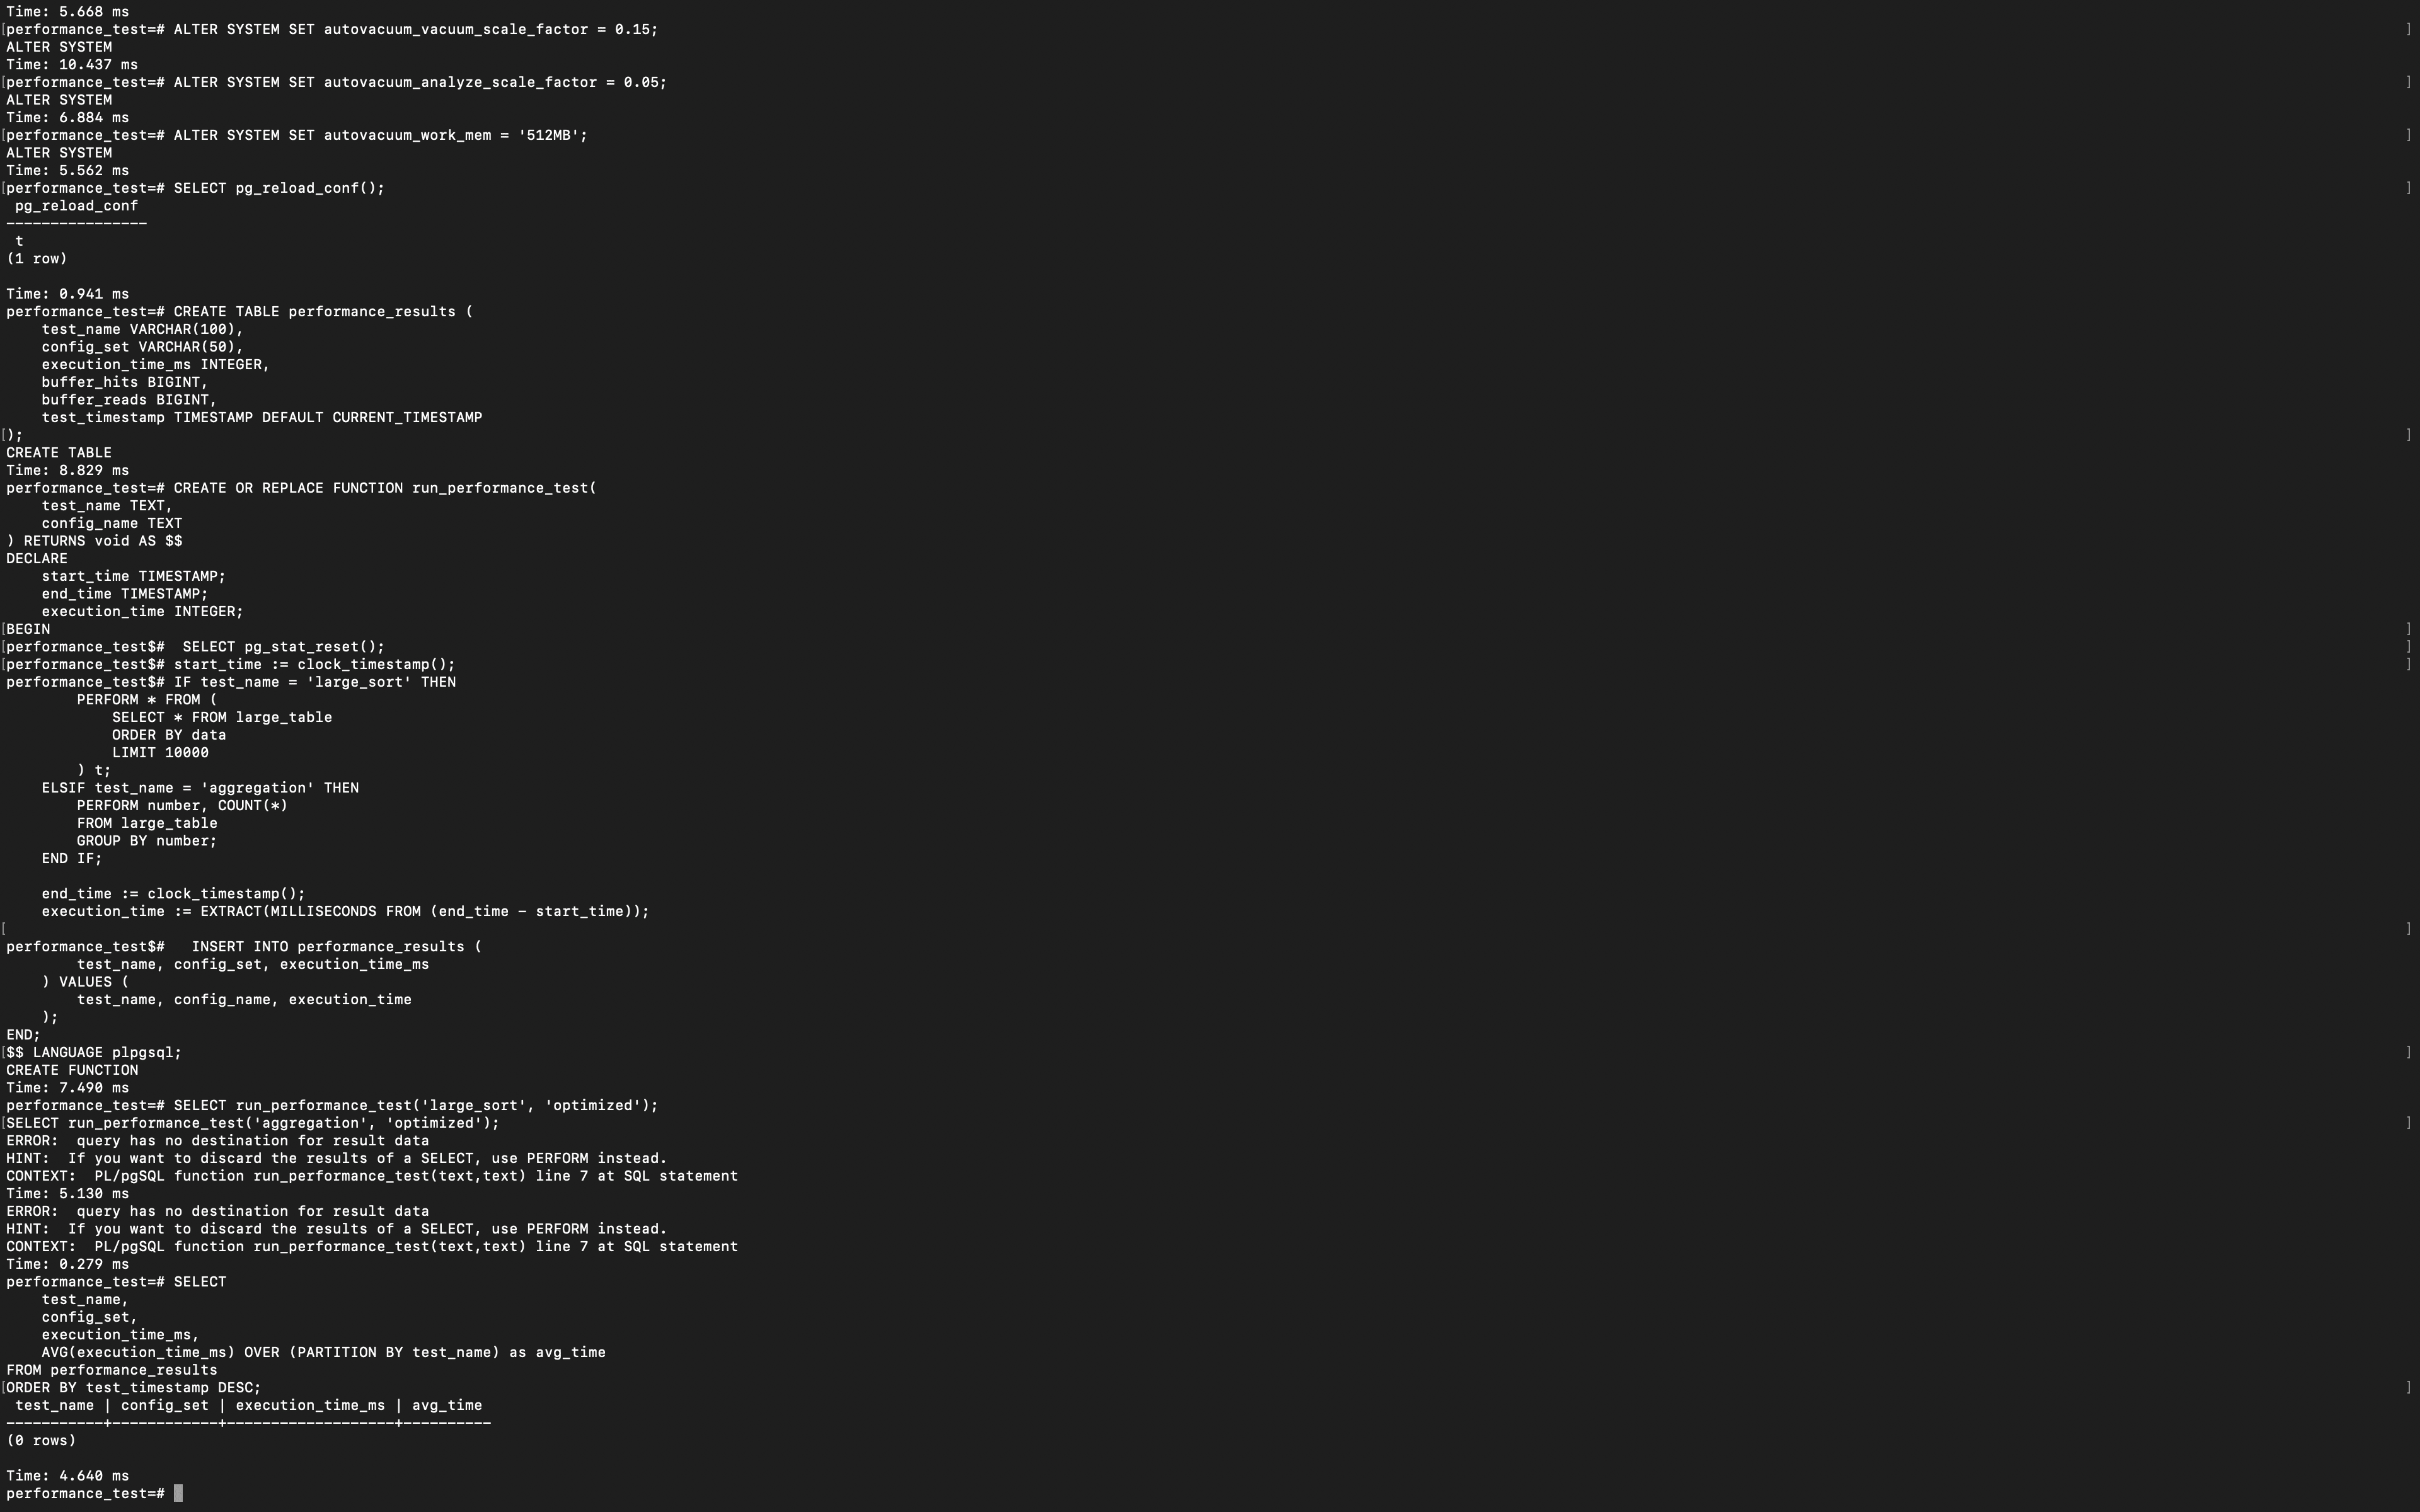 Time: 5.668 ms
[performance_test=# ALTER SYSTEM SET autovacuum_vacuum_scale_factor = 0.15; ]
ALTER SYSTEM
Time: 10.437 ms
[performance_test=# ALTER SYSTEM SET autovacuum_analyze_scale_factor = 0.05; ]
ALTER SYSTEM
Time: 6.884 ms
[performance_test=# ALTER SYSTEM SET autovacuum_work_mem = '512MB'; ]
ALTER SYSTEM
Time: 5.562 ms
[performance_test=# SELECT pg_reload_conf(); ]
 pg_reload_conf
----------------
 t
(1 row)

Time: 0.941 ms
performance_test=# CREATE TABLE performance_results (
    test_name VARCHAR(100),
    config_set VARCHAR(50),
    execution_time_ms INTEGER,
    buffer_hits BIGINT,
    buffer_reads BIGINT,
    test_timestamp TIMESTAMP DEFAULT CURRENT_TIMESTAMP
[); ]
CREATE TABLE
Time: 8.829 ms
performance_test=# CREATE OR REPLACE FUNCTION run_performance_test(
    test_name TEXT,
    config_name TEXT
) RETURNS void AS $$
DECLARE
    start_time TIMESTAMP;
    end_time TIMESTAMP;
    execution_time INTEGER;
[BEGIN ]
[performance_test$#  SELECT pg_stat_reset(); ]
[performance_test$# start_time := clock_timestamp(); ]
performance_test$# IF test_name = 'large_sort' THEN
        PERFORM * FROM (
            SELECT * FROM large_table
            ORDER BY data
            LIMIT 10000
        ) t;
    ELSIF test_name = 'aggregation' THEN
        PERFORM number, COUNT(*)
        FROM large_table
        GROUP BY number;
    END IF;

    end_time := clock_timestamp();
    execution_time := EXTRACT(MILLISECONDS FROM (end_time - start_time));
[ ]
performance_test$#   INSERT INTO performance_results (
        test_name, config_set, execution_time_ms
    ) VALUES (
        test_name, config_name, execution_time
    );
END;
[$$ LANGUAGE plpgsql; ]
CREATE FUNCTION
Time: 7.490 ms
performance_test=# SELECT run_performance_test('large_sort', 'optimized');
[SELECT run_performance_test('aggregation', 'optimized'); ]
ERROR:  query has no destination for result data
HINT:  If you want to discard the results of a SELECT, use PERFORM instead.
CONTEXT:  PL/pgSQL function run_performance_test(text,text) line 7 at SQL statement
Time: 5.130 ms
ERROR:  query has no destination for result data
HINT:  If you want to discard the results of a SELECT, use PERFORM instead.
CONTEXT:  PL/pgSQL function run_performance_test(text,text) line 7 at SQL statement
Time: 0.279 ms
performance_test=# SELECT
    test_name,
    config_set,
    execution_time_ms,
    AVG(execution_time_ms) OVER (PARTITION BY test_name) as avg_time
FROM performance_results
[ORDER BY test_timestamp DESC; ]
 test_name | config_set | execution_time_ms | avg_time
-----------+------------+-------------------+----------
(0 rows)

Time: 4.640 ms
performance_test=#